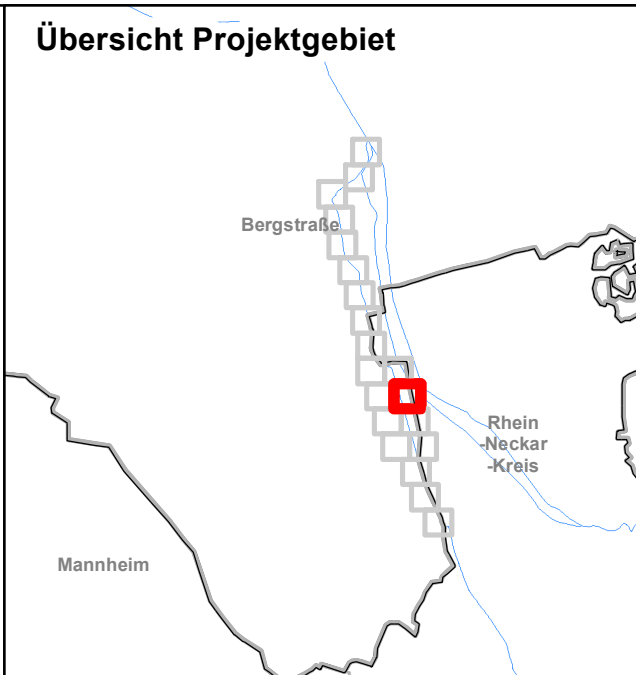 Übersicht Projektgebiet
Bergstraße
Rhein
-Neckar
-Kreis
Mannheim